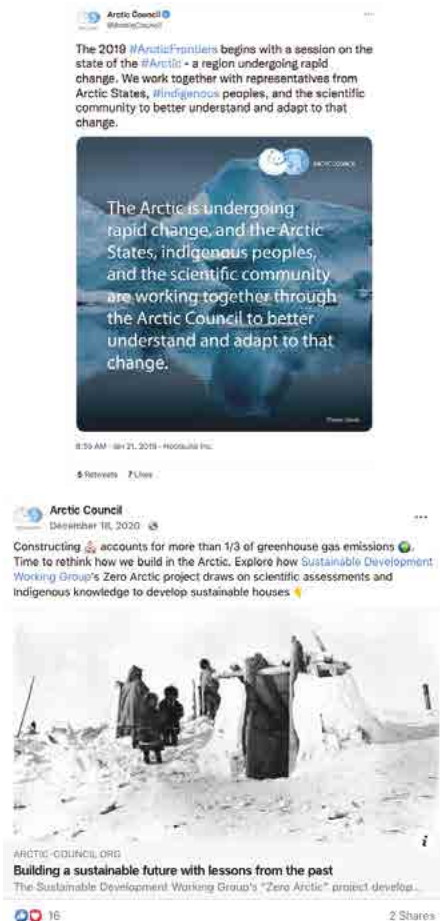 Arctic Council
@ArcticCouncil
The 2019 #ArcticFrontiers begins with a session on the
state of the #Arctic - a region undergoing rapid
change. We work together with representatives from
Arctic States, #Indigenous peoples, and the scientific
community to better understand and adapt to that
change.
ARCTIC COUNCIL
The Arctic is undergoing
rapid change, and the Arctic
States, indigenous peoples,
and the scientific community
are working together through
the Arctic Council to better
understand and adapt to that
change.
8:59 AM · Jan 21, 2019 · Hootsuite Inc.
5 Retweets 7 Likes
Arctic Council
December 18, 2020
Constructing 🏠 accounts for more than 1/3 of greenhouse gas emissions 🌍.
Time to rethink how we build in the Arctic. Explore how Sustainable Development
Working Group's Zero Arctic project draws on scientific assessments and
Indigenous knowledge to develop sustainable houses 👇
i
ARCTIC-COUNCIL.ORG
Building a sustainable future with lessons from the past
The Sustainable Development Working Group's "Zero Arctic" project develop...
16
2 Shares